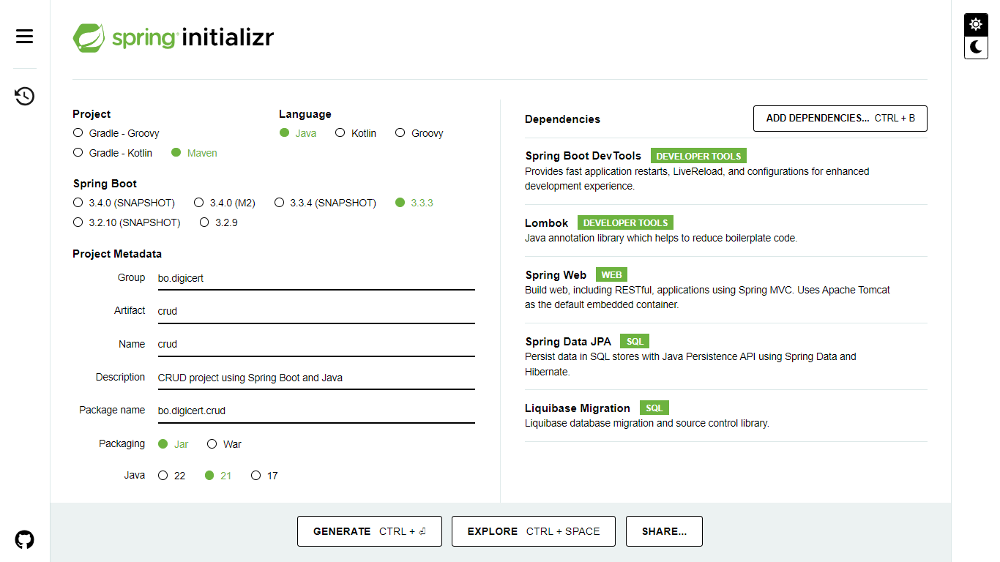 spring initializr
Project
Gradle - Groovy
Gradle - Kotlin Maven
Language
Java Kotlin Groovy
Spring Boot
3.4.0 (SNAPSHOT) 3.4.0 (M2) 3.3.4 (SNAPSHOT) 3.3.3
3.2.10 (SNAPSHOT) 3.2.9
Project Metadata
Group bo.digicert
Artifact crud
Name crud
Description CRUD project using Spring Boot and Java
Package name bo.digicert.crud
Packaging Jar War
Java 22 21 17
Dependencies ADD DEPENDENCIES... CTRL + B
Spring Boot DevTools DEVELOPER TOOLS
Provides fast application restarts, LiveReload, and configurations for enhanced
development experience.
Lombok DEVELOPER TOOLS
Java annotation library which helps to reduce boilerplate code.
Spring Web WEB
Build web, including RESTful, applications using Spring MVC. Uses Apache Tomcat
as the default embedded container.
Spring Data JPA SQL
Persist data in SQL stores with Java Persistence API using Spring Data and
Hibernate.
Liquibase Migration SQL
Liquibase database migration and source control library.
GENERATE CTRL + ⏎ EXPLORE CTRL + SPACE SHARE...